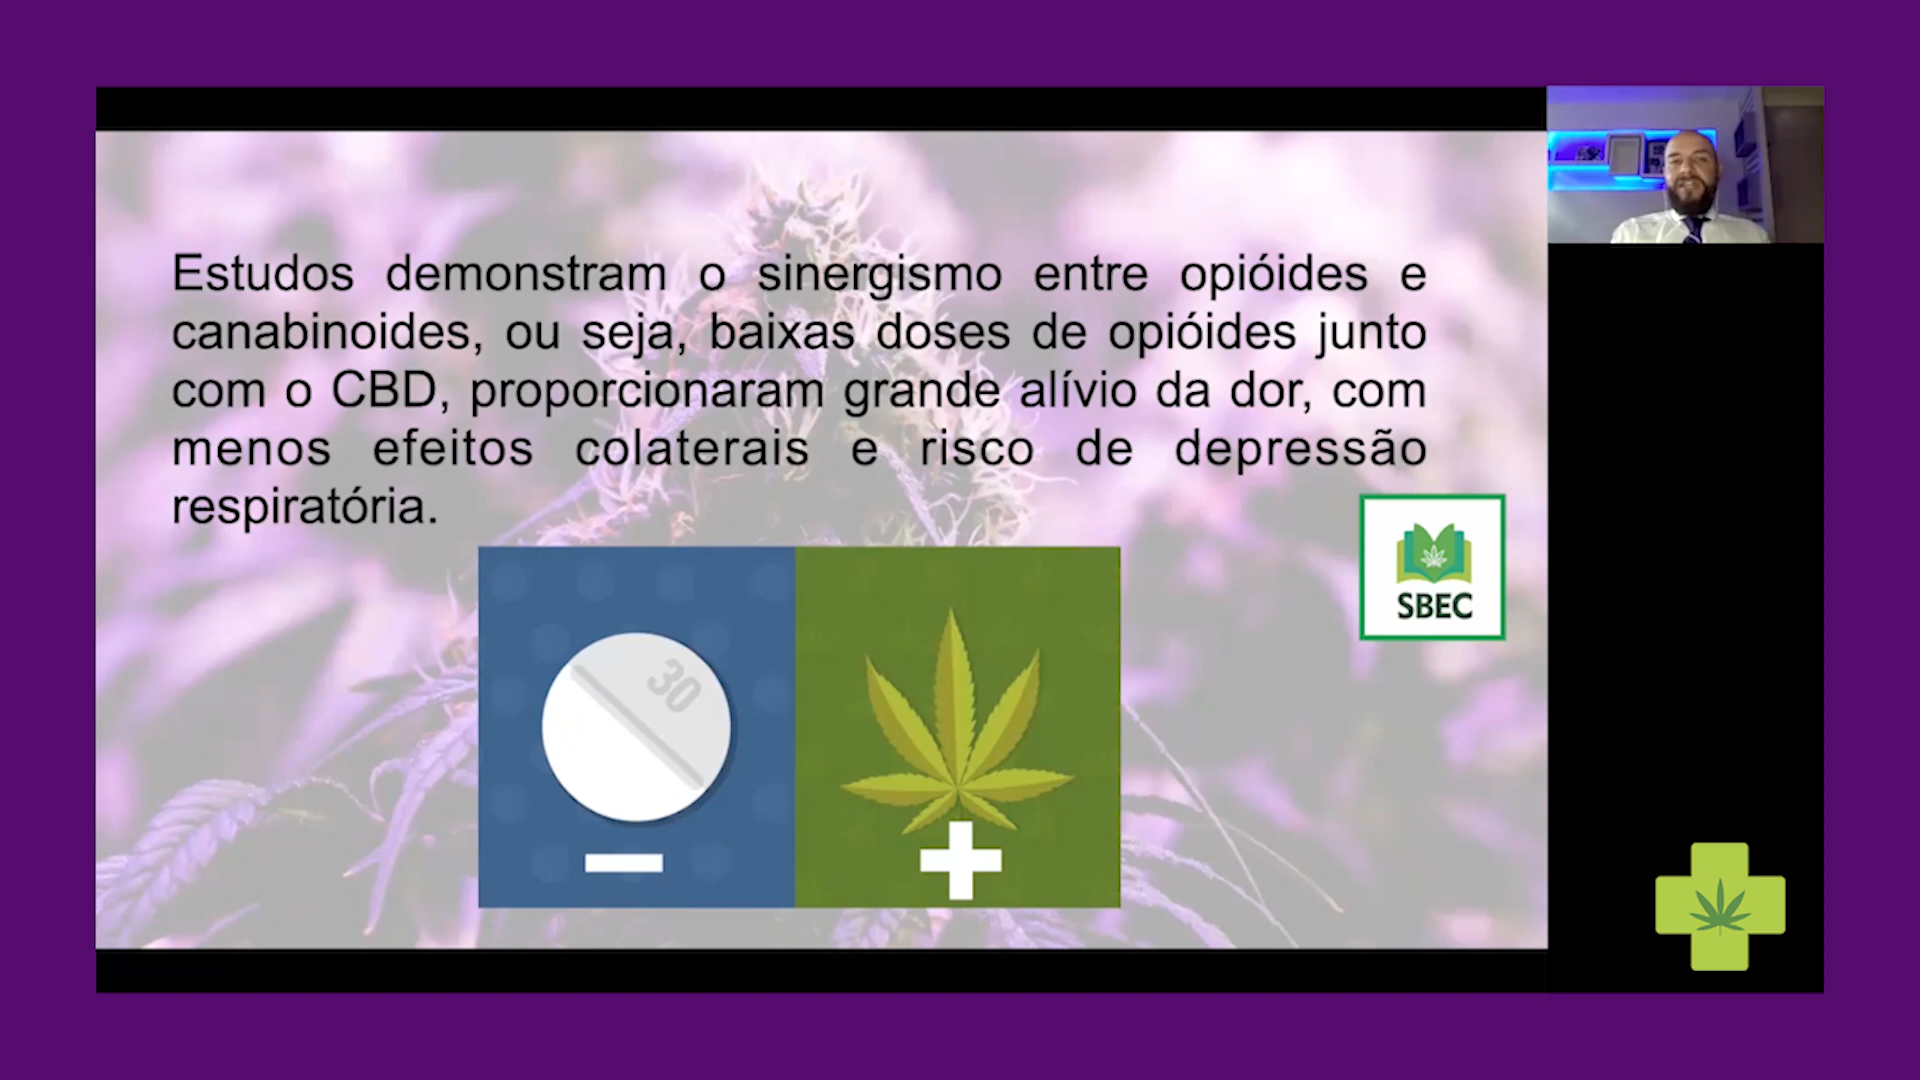 Estudos demonstram o sinergismo entre opióides e
canabinoides, ou seja, baixas doses de opióides junto
com o CBD, proporcionaram grande alívio da dor, com
menos efeitos colaterais e risco de depressão
respiratória.
SBEC
30